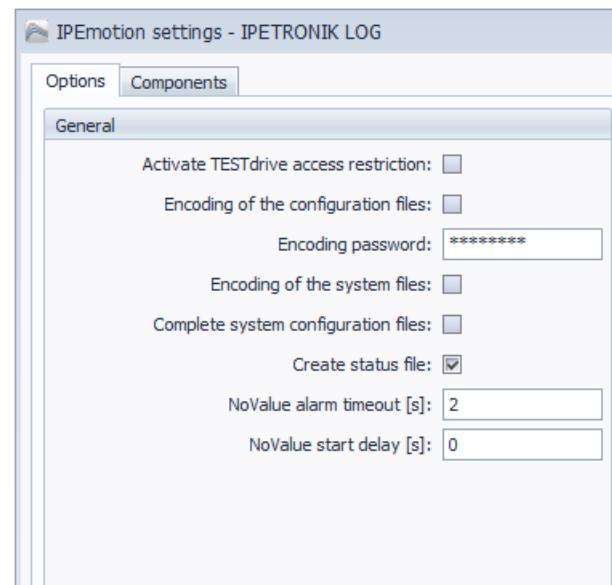 IPEmotion settings - IPETRONIK LOG
Options Components
General
Activate TESTdrive access restriction:
Encoding of the configuration files:
Encoding password: ********
Encoding of the system files:
Complete system configuration files:
Create status file:
NoValue alarm timeout [s]: 2
NoValue start delay [s]: 0